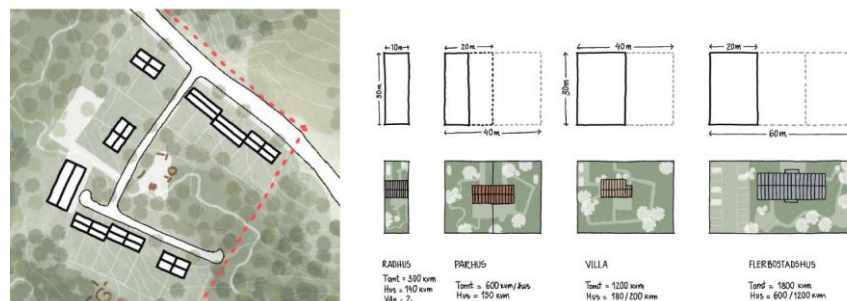 10m
20m
40m
20m
30m
30m
40m
60m
RADHUS
Tomt = 300 kvm
Hus = 140 kvm
PARHUS
Tomt = 600 kvm/hus
Hus = 150 kvm
VILLA
Tomt = 1200 kvm
Hus = 180/200 kvm
FLERBOSTADSHUS
Tomt = 1800 kvm
Hus = 600/1200 kvm